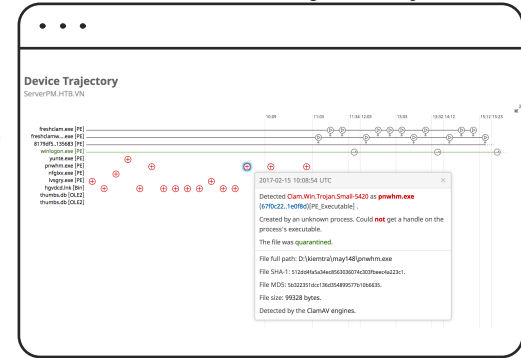 Device Trajectory
ServerPM.HTB.VN
10:09 11:03 11:04 12:03 13:03 13:52 14:12 15:12 15:23
freshclam.exe [PE]
freshclamw....exe [PE]
8179df5..135683 [PE]
winlogon.exe [PE]
yunte.exe [PE]
pnwhm.exe [PE]
nfglxv.exe [PE]
lvegry.exe [PE]
hgvdcd.lnk [Bin]
thumbs.db [OLE2]
thumbs.db [OLE2]
2017-02-15 10:08:54 UTC
Detected Clam.Win.Trojan.Small-5420 as pnwhm.exe
(67f0c22..1e0f8d)[PE_Executable] .
Created by an unknown process. Could not get a handle on the
process's executable.
The file was quarantined.
File full path: D:\kiemtra\may148\pnwhm.exe
File SHA-1: 512dd4fa5a34ed8563036074c303fbeec4a223c1.
File MD5: 5b322351dcc136d354899577b10b6635.
File size: 99328 bytes.
Detected by the ClamAV engines.